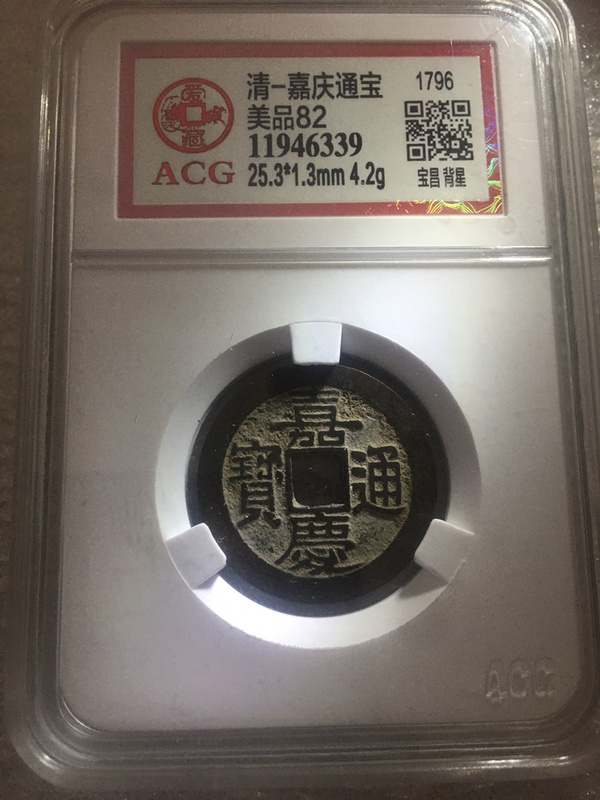 清-嘉庆通宝
1796
美品82
11946339
ACG
25.3*1.3mm 4.2g
宝昌 背星
嘉
寶 通
慶
ACG